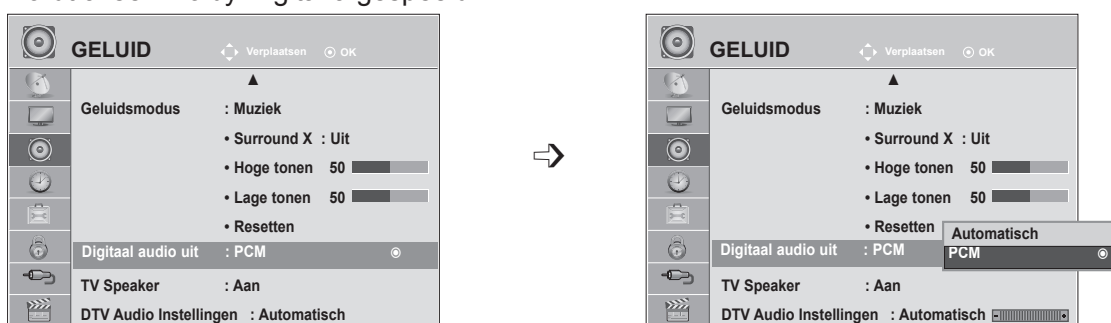 GELUID Verplaatsen OK
Geluidsmodus : Muziek
• Surround X : Uit
• Hoge tonen 50
• Lage tonen 50
• Resetten
Digitaal audio uit : PCM
TV Speaker : Aan
DTV Audio Instellingen : Automatisch
GELUID Verplaatsen OK
Geluidsmodus : Muziek
• Surround X : Uit
• Hoge tonen 50
• Lage tonen 50
• Resetten
Automatisch
Digitaal audio uit : PCM PCM
TV Speaker : Aan
DTV Audio Instellingen : Automatisch